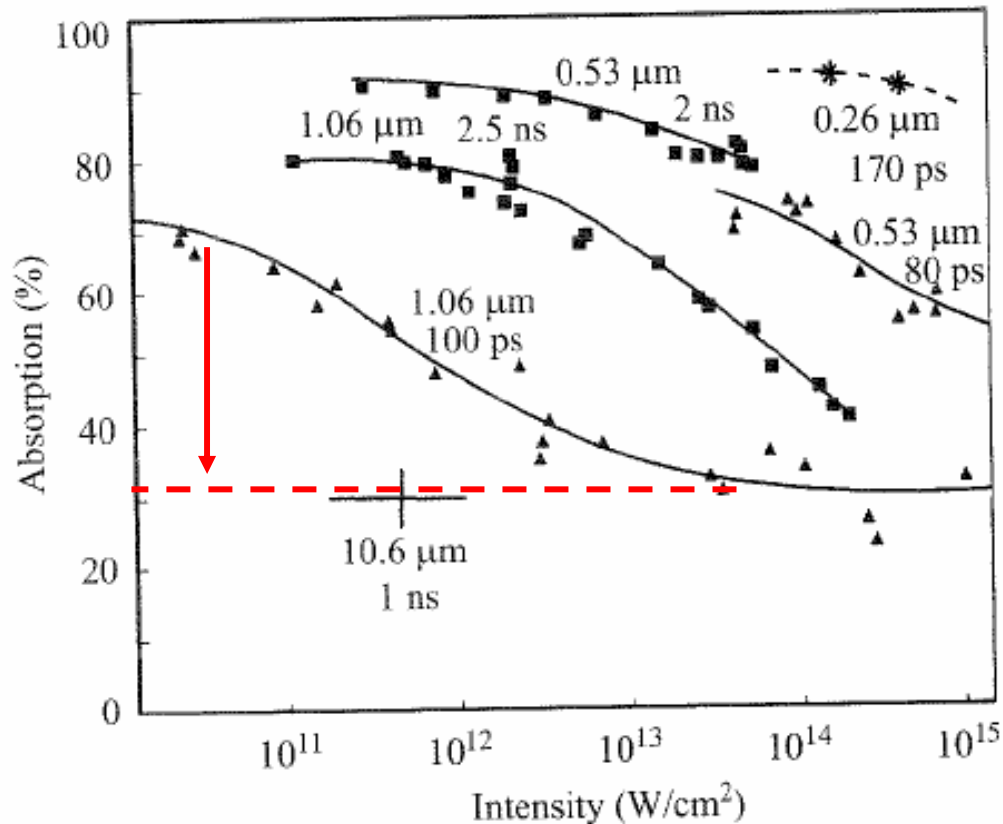 100
80
60
40
20
0
Absorption (%)
0.53 μm
2 ns
1.06 μm
2.5 ns
0.26 μm
170 ps
0.53 μm
80 ps
1.06 μm
100 ps
10.6 μm
1 ns
10¹¹
10¹²
10¹³
10¹⁴
10¹⁵
Intensity (W/cm²)